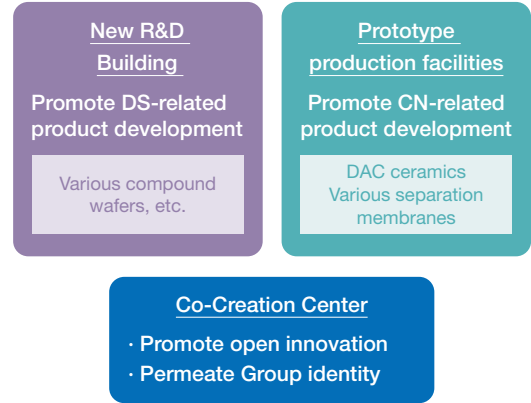 New R&D
Building
Promote DS-related
product development
Various compound
wafers, etc.
Prototype
production facilities
Promote CN-related
product development
DAC ceramics
Various separation
membranes
Co-Creation Center
· Promote open innovation
· Permeate Group identity